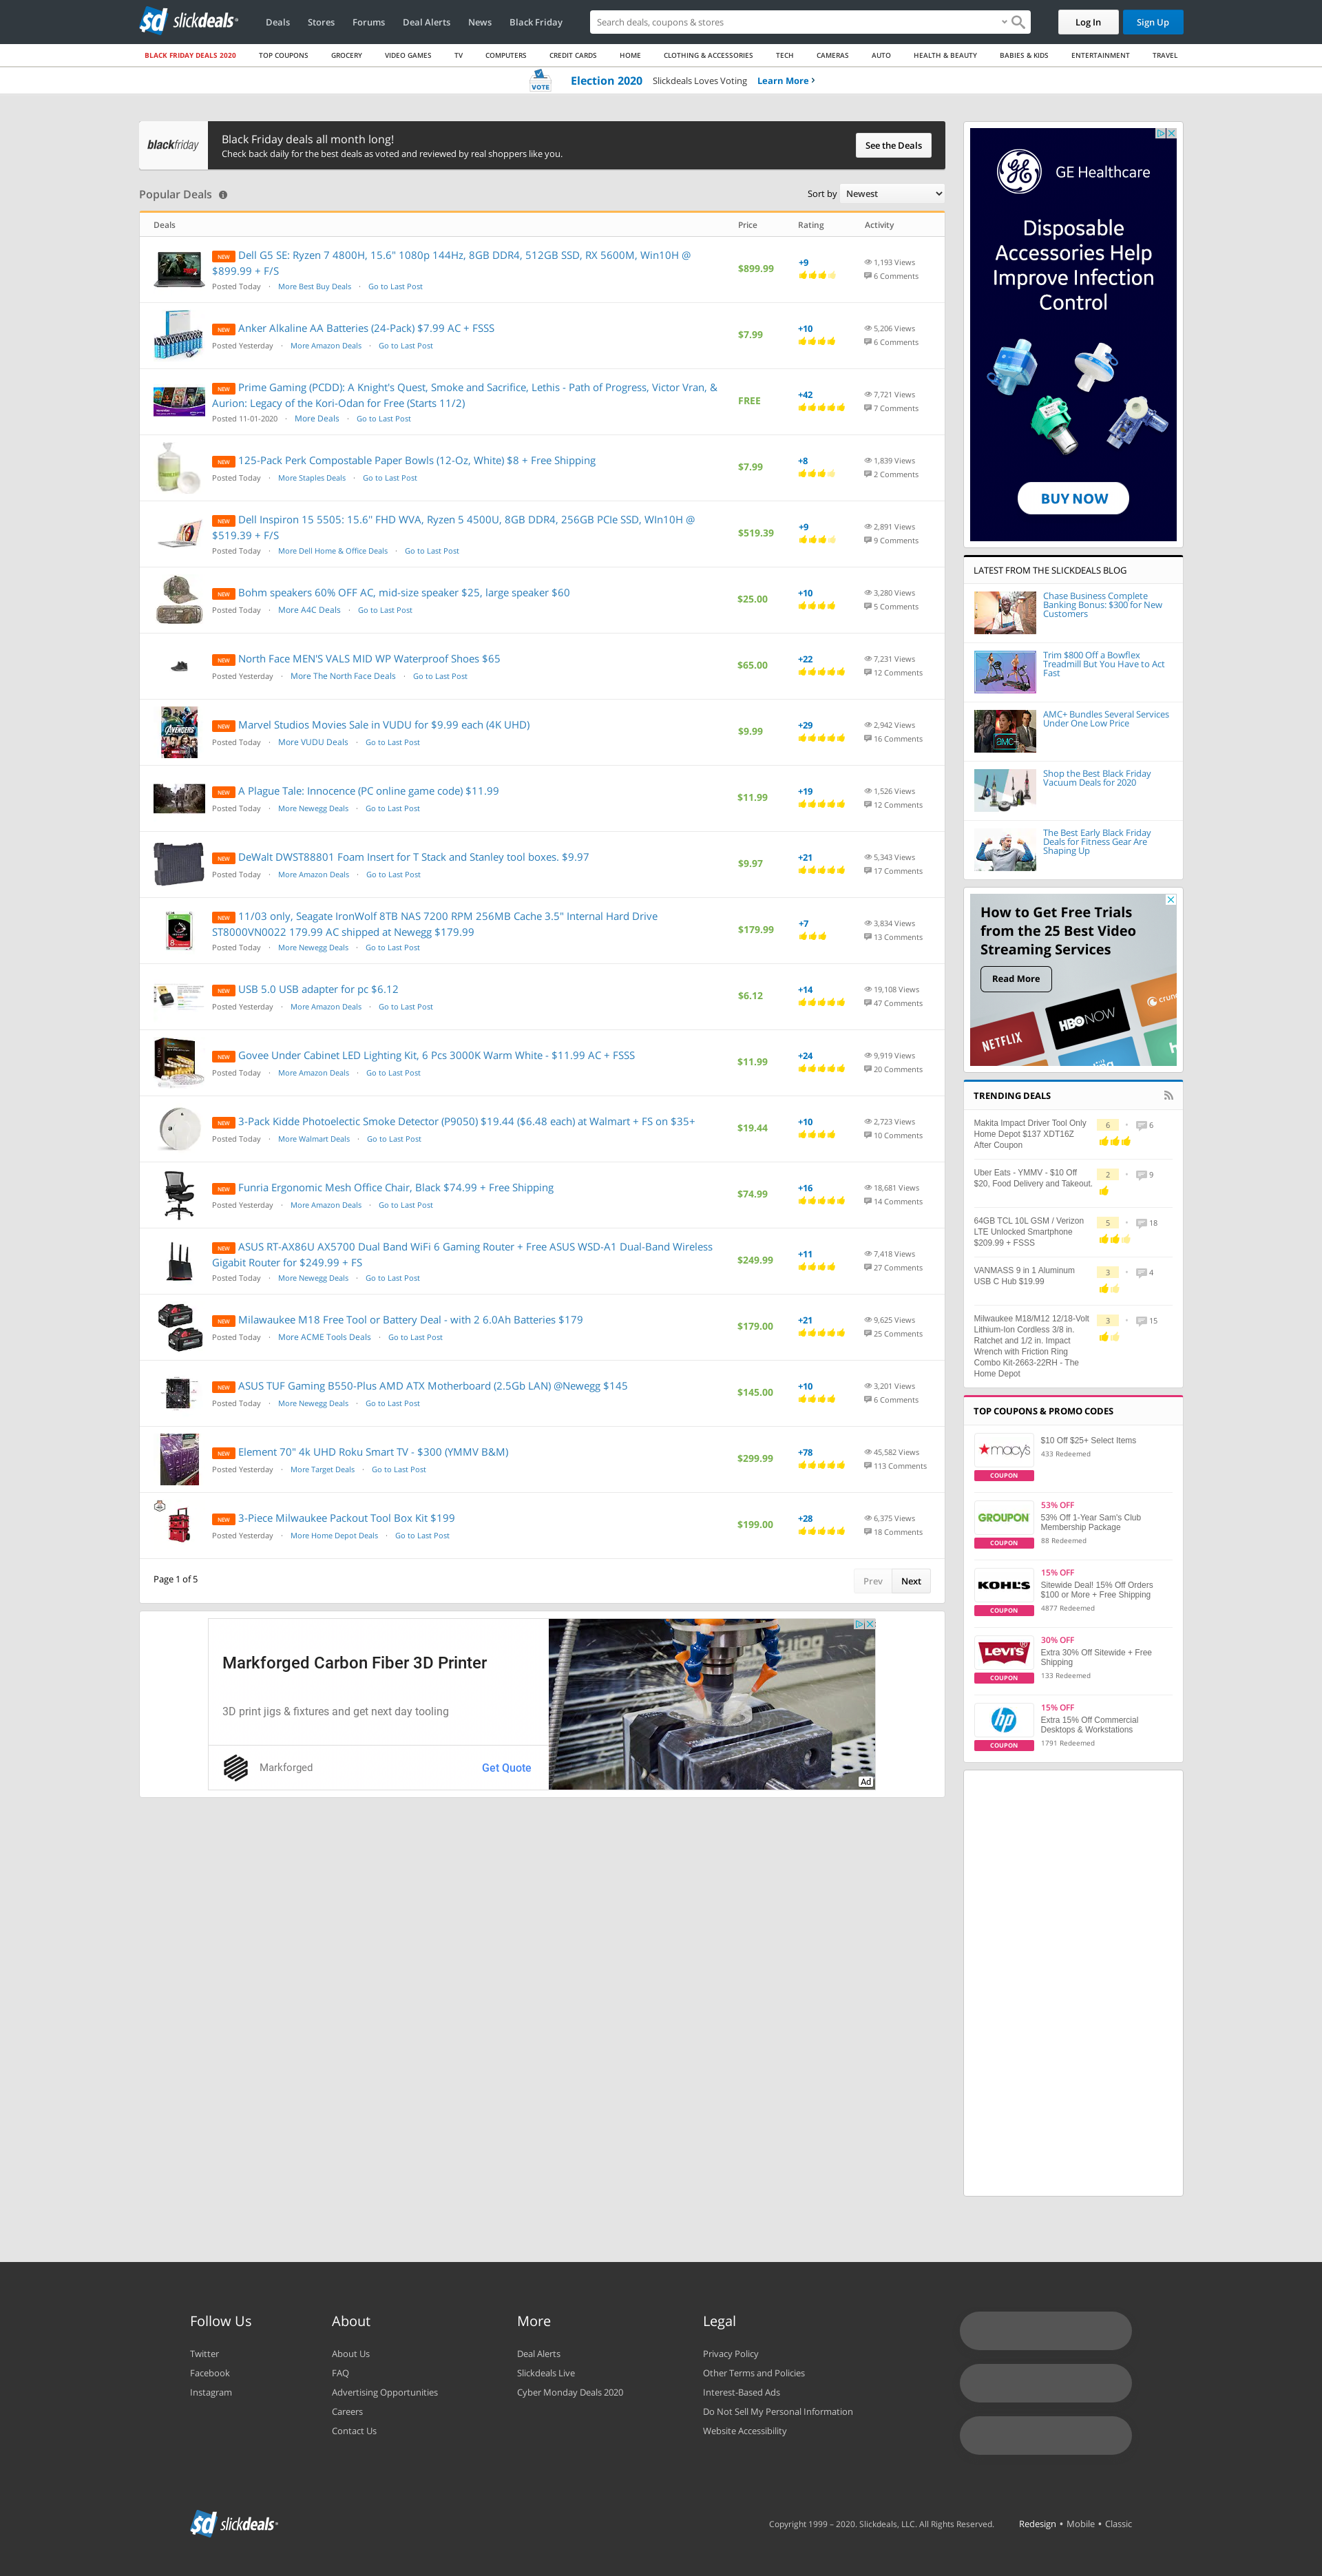 slickdeals
Deals Stores Forums Deal Alerts News Black Friday
Search deals, coupons & stores
Log In
Sign Up
BLACK FRIDAY DEALS 2020 TOP COUPONS GROCERY VIDEO GAMES TV COMPUTERS CREDIT CARDS HOME CLOTHING & ACCESSORIES TECH CAMERAS AUTO HEALTH & BEAUTY BABIES & KIDS ENTERTAINMENT TRAVEL
VOTE Election 2020 Slickdeals Loves Voting Learn More ›
blackfriday
Black Friday deals all month long!
Check back daily for the best deals as voted and reviewed by real shoppers like you.
See the Deals
Popular Deals
Sort by Newest
Deals Price Rating Activity
NEW Dell G5 SE: Ryzen 7 4800H, 15.6" 1080p 144Hz, 8GB DDR4, 512GB SSD, RX 5600M, Win10H @
$899.99 + F/S
Posted Today · More Best Buy Deals · Go to Last Post
$899.99
+9
1,193 Views
6 Comments
NEW Anker Alkaline AA Batteries (24-Pack) $7.99 AC + FSSS
Posted Yesterday · More Amazon Deals · Go to Last Post
$7.99
+10
5,206 Views
6 Comments
NEW Prime Gaming (PCDD): A Knight's Quest, Smoke and Sacrifice, Lethis - Path of Progress, Victor Vran, &
Aurion: Legacy of the Kori-Odan for Free (Starts 11/2)
Posted 11-01-2020 · More Deals · Go to Last Post
FREE
+42
7,721 Views
7 Comments
NEW 125-Pack Perk Compostable Paper Bowls (12-Oz, White) $8 + Free Shipping
Posted Today · More Staples Deals · Go to Last Post
$7.99
+8
1,839 Views
2 Comments
NEW Dell Inspiron 15 5505: 15.6" FHD WVA, Ryzen 5 4500U, 8GB DDR4, 256GB PCIe SSD, WIn10H @
$519.39 + F/S
Posted Today · More Dell Home & Office Deals · Go to Last Post
$519.39
+9
2,891 Views
9 Comments
NEW Bohm speakers 60% OFF AC, mid-size speaker $25, large speaker $60
Posted Today · More A4C Deals · Go to Last Post
$25.00
+10
3,280 Views
5 Comments
NEW North Face MEN'S VALS MID WP Waterproof Shoes $65
Posted Yesterday · More The North Face Deals · Go to Last Post
$65.00
+22
7,231 Views
12 Comments
NEW Marvel Studios Movies Sale in VUDU for $9.99 each (4K UHD)
Posted Today · More VUDU Deals · Go to Last Post
$9.99
+29
2,942 Views
16 Comments
NEW A Plague Tale: Innocence (PC online game code) $11.99
Posted Today · More Newegg Deals · Go to Last Post
$11.99
+19
1,526 Views
12 Comments
NEW DeWalt DWST88801 Foam Insert for T Stack and Stanley tool boxes. $9.97
Posted Today · More Amazon Deals · Go to Last Post
$9.97
+21
5,343 Views
17 Comments
NEW 11/03 only, Seagate IronWolf 8TB NAS 7200 RPM 256MB Cache 3.5" Internal Hard Drive
ST8000VN0022 179.99 AC shipped at Newegg $179.99
Posted Today · More Newegg Deals · Go to Last Post
$179.99
+7
3,834 Views
13 Comments
NEW USB 5.0 USB adapter for pc $6.12
Posted Yesterday · More Amazon Deals · Go to Last Post
$6.12
+14
19,108 Views
47 Comments
NEW Govee Under Cabinet LED Lighting Kit, 6 Pcs 3000K Warm White - $11.99 AC + FSSS
Posted Today · More Amazon Deals · Go to Last Post
$11.99
+24
9,919 Views
20 Comments
NEW 3-Pack Kidde Photoelectic Smoke Detector (P9050) $19.44 ($6.48 each) at Walmart + FS on $35+
Posted Today · More Walmart Deals · Go to Last Post
$19.44
+10
2,723 Views
10 Comments
NEW Funria Ergonomic Mesh Office Chair, Black $74.99 + Free Shipping
Posted Yesterday · More Amazon Deals · Go to Last Post
$74.99
+16
18,681 Views
14 Comments
NEW ASUS RT-AX86U AX5700 Dual Band WiFi 6 Gaming Router + Free ASUS WSD-A1 Dual-Band Wireless
Gigabit Router for $249.99 + FS
Posted Today · More Newegg Deals · Go to Last Post
$249.99
+11
7,418 Views
27 Comments
NEW Milawaukee M18 Free Tool or Battery Deal - with 2 6.0Ah Batteries $179
Posted Today · More ACME Tools Deals · Go to Last Post
$179.00
+21
9,625 Views
25 Comments
NEW ASUS TUF Gaming B550-Plus AMD ATX Motherboard (2.5Gb LAN) @Newegg $145
Posted Today · More Newegg Deals · Go to Last Post
$145.00
+10
3,201 Views
6 Comments
NEW Element 70" 4k UHD Roku Smart TV - $300 (YMMV B&M)
Posted Yesterday · More Target Deals · Go to Last Post
$299.99
+78
45,582 Views
113 Comments
NEW 3-Piece Milwaukee Packout Tool Box Kit $199
Posted Yesterday · More Home Depot Deals · Go to Last Post
$199.00
+28
6,375 Views
18 Comments
Page 1 of 5
Prev Next
Markforged Carbon Fiber 3D Printer
3D print jigs & fixtures and get next day tooling
Markforged
Get Quote
Ad
GE Healthcare
Disposable
Accessories Help
Improve Infection
Control
BUY NOW
LATEST FROM THE SLICKDEALS BLOG
Chase Business Complete
Banking Bonus: $300 for New
Customers
Trim $800 Off a Bowflex
Treadmill But You Have to Act
Fast
AMC+ Bundles Several Services
Under One Low Price
Shop the Best Black Friday
Vacuum Deals for 2020
The Best Early Black Friday
Deals for Fitness Gear Are
Shaping Up
How to Get Free Trials
from the 25 Best Video
Streaming Services
Read More
NETFLIX
HBO NOW
TRENDING DEALS
Makita Impact Driver Tool Only
Home Depot $137 XDT16Z
After Coupon
6 • 6
Uber Eats - YMMV - $10 Off
$20, Food Delivery and Takeout.
2 • 9
64GB TCL 10L GSM / Verizon
LTE Unlocked Smartphone
$209.99 + FSSS
5 • 18
VANMASS 9 in 1 Aluminum
USB C Hub $19.99
3 • 4
Milwaukee M18/M12 12/18-Volt
Lithium-Ion Cordless 3/8 in.
Ratchet and 1/2 in. Impact
Wrench with Friction Ring
Combo Kit-2663-22RH - The
Home Depot
3 • 15
TOP COUPONS & PROMO CODES
macy's
COUPON
$10 Off $25+ Select Items
433 Redeemed
GROUPON
COUPON
53% OFF
53% Off 1-Year Sam's Club
Membership Package
88 Redeemed
KOHL'S
COUPON
15% OFF
Sitewide Deal! 15% Off Orders
$100 or More + Free Shipping
4877 Redeemed
LEVI'S
COUPON
30% OFF
Extra 30% Off Sitewide + Free
Shipping
133 Redeemed
hp
COUPON
15% OFF
Extra 15% Off Commercial
Desktops & Workstations
1791 Redeemed
Follow Us
Twitter
Facebook
Instagram
About
About Us
FAQ
Advertising Opportunities
Careers
Contact Us
More
Deal Alerts
Slickdeals Live
Cyber Monday Deals 2020
Legal
Privacy Policy
Other Terms and Policies
Interest-Based Ads
Do Not Sell My Personal Information
Website Accessibility
slickdeals
Copyright 1999 – 2020. Slickdeals, LLC. All Rights Reserved.
Redesign • Mobile • Classic